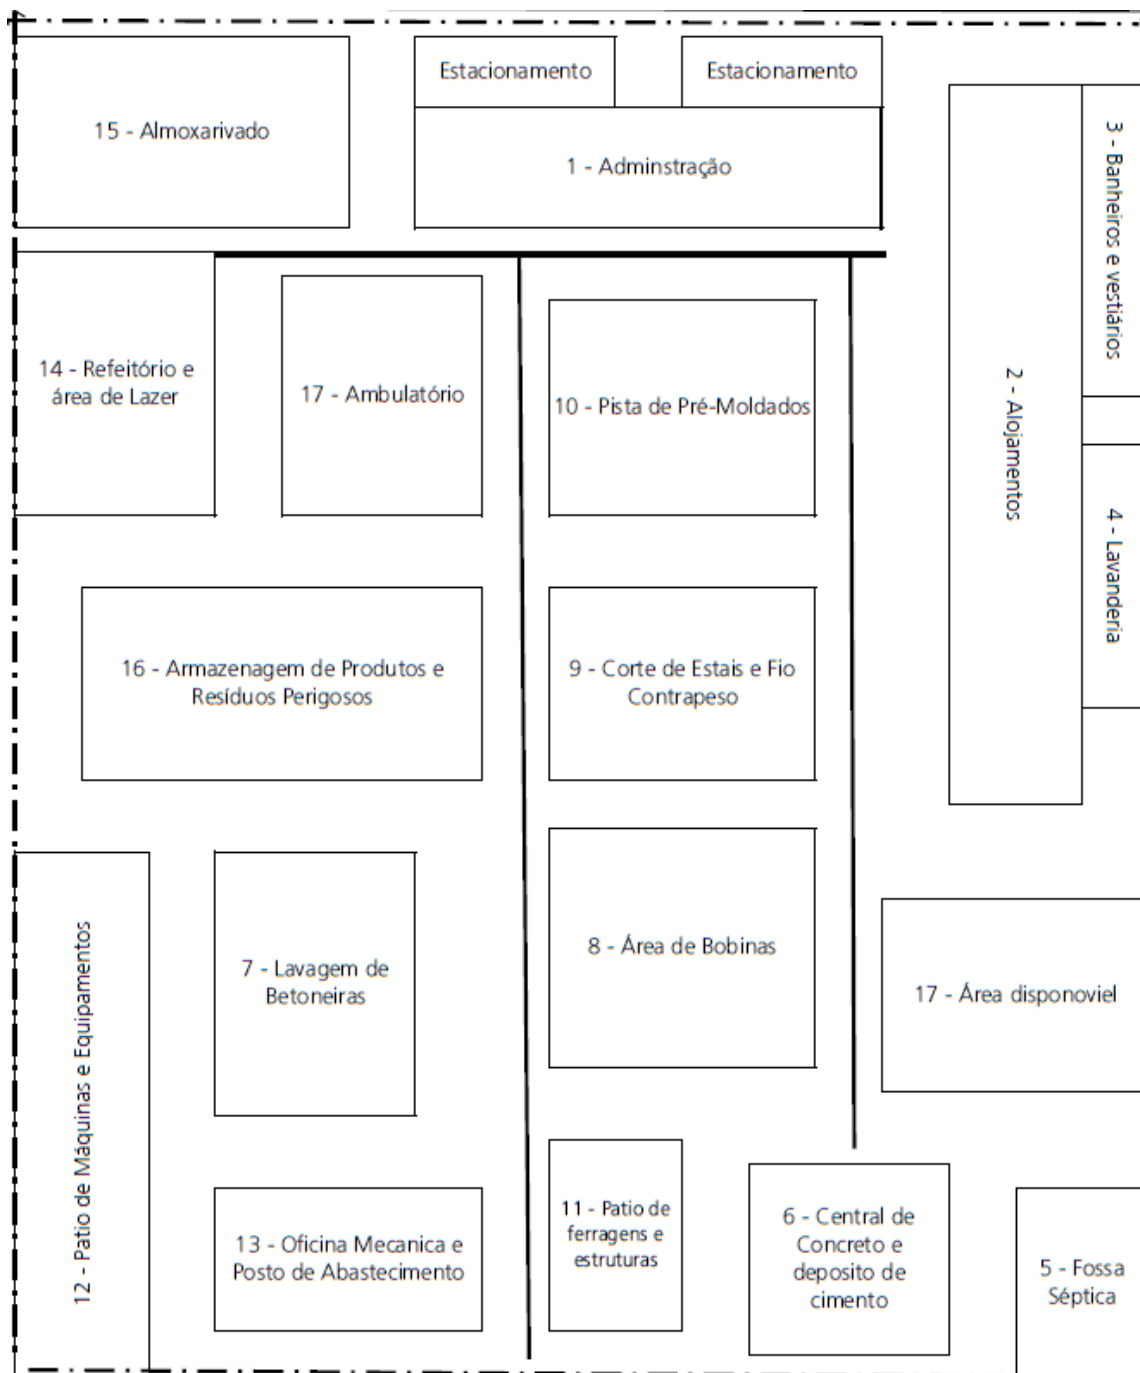 Estacionamento
Estacionamento
15 - Almoxarivado
1 - Adminstração
3 - Banheiros e vestiários
2 - Alojamentos
4 - Lavanderia
14 - Refeitório e
área de Lazer
17 - Ambulatório
10 - Pista de Pré-Moldados
16 - Armazenagem de Produtos e
Resíduos Perigosos
9 - Corte de Estais e Fio
Contrapeso
12 - Patio de Máquinas e Equipamentos
7 - Lavagem de
Betoneiras
8 - Área de Bobinas
17 - Área disponoviel
13 - Oficina Mecanica e
Posto de Abastecimento
11 - Patio de
ferragens e
estruturas
6 - Central de
Concreto e
deposito de
cimento
5 - Fossa
Séptica